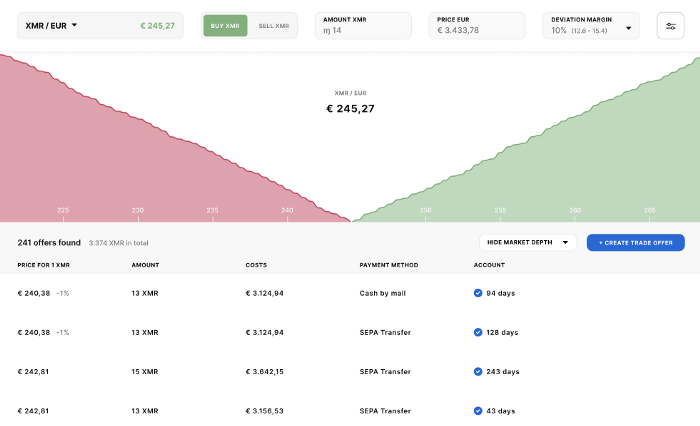 XMR / EUR
€ 245,27
BUY XMR
SELL XMR
AMOUNT XMR
ɱ 14
PRICE EUR
€ 3.433,78
DEVIATION MARGIN
10% (12.6 - 15.4)
XMR / EUR
€ 245,27
225 230 235 240 250 255 260 265
241 offers found 3.374 XMR in total
HIDE MARKET DEPTH
+ CREATE TRADE OFFER
PRICE FOR 1 XMR AMOUNT COSTS PAYMENT METHOD ACCOUNT
€ 240,38 -1% 13 XMR € 3.124,94 Cash by mail 94 days
€ 240,38 -1% 13 XMR € 3.124,94 SEPA Transfer 128 days
€ 242,81 15 XMR € 3.642,15 SEPA Transfer 243 days
€ 242,81 13 XMR € 3.156,53 SEPA Transfer 43 days